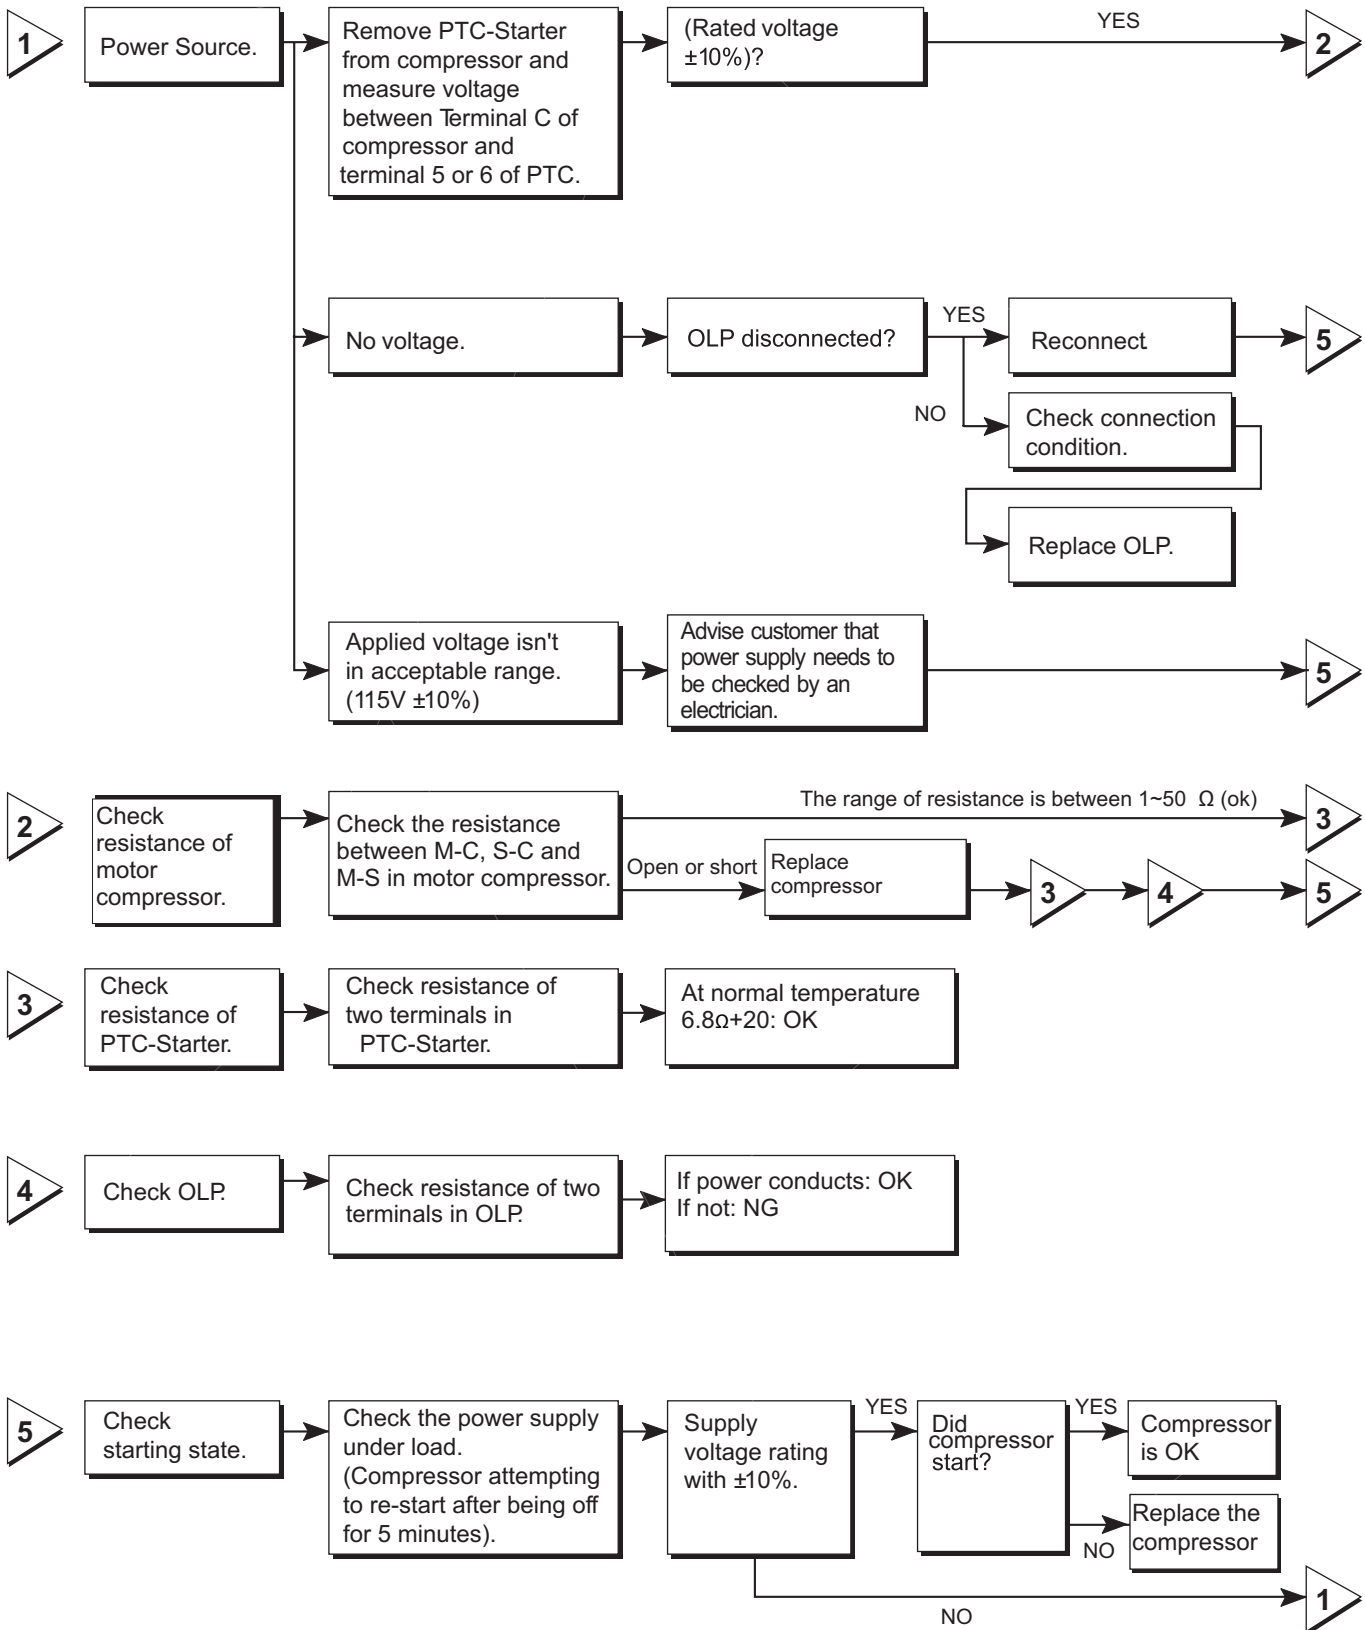 1
Power Source.
Remove PTC-Starter
from compressor and
measure voltage
between Terminal C of
compressor and
terminal 5 or 6 of PTC.
(Rated voltage
±10%)?
YES
2
No voltage.
OLP disconnected?
YES
Reconnect.
5
NO
Check connection
condition.
Replace OLP.
Applied voltage isn't
in acceptable range.
(115V ±10%)
Advise customer that
power supply needs to
be checked by an
electrician.
5
2
Check
resistance of
motor
compressor.
Check the resistance
between M-C, S-C and
M-S in motor compressor.
The range of resistance is between 1~50 Ω (ok)
3
Open or short
Replace
compressor
3
4
5
3
Check
resistance of
PTC-Starter.
Check resistance of
two terminals in
PTC-Starter.
At normal temperature
6.8Ω+20: OK
4
Check OLP.
Check resistance of two
terminals in OLP.
If power conducts: OK
If not: NG
5
Check
starting state.
Check the power supply
under load.
(Compressor attempting
to re-start after being off
for 5 minutes).
Supply
voltage rating
with ±10%.
YES
Did
compressor
start?
YES
Compressor
is OK
NO
Replace the
compressor
NO
1